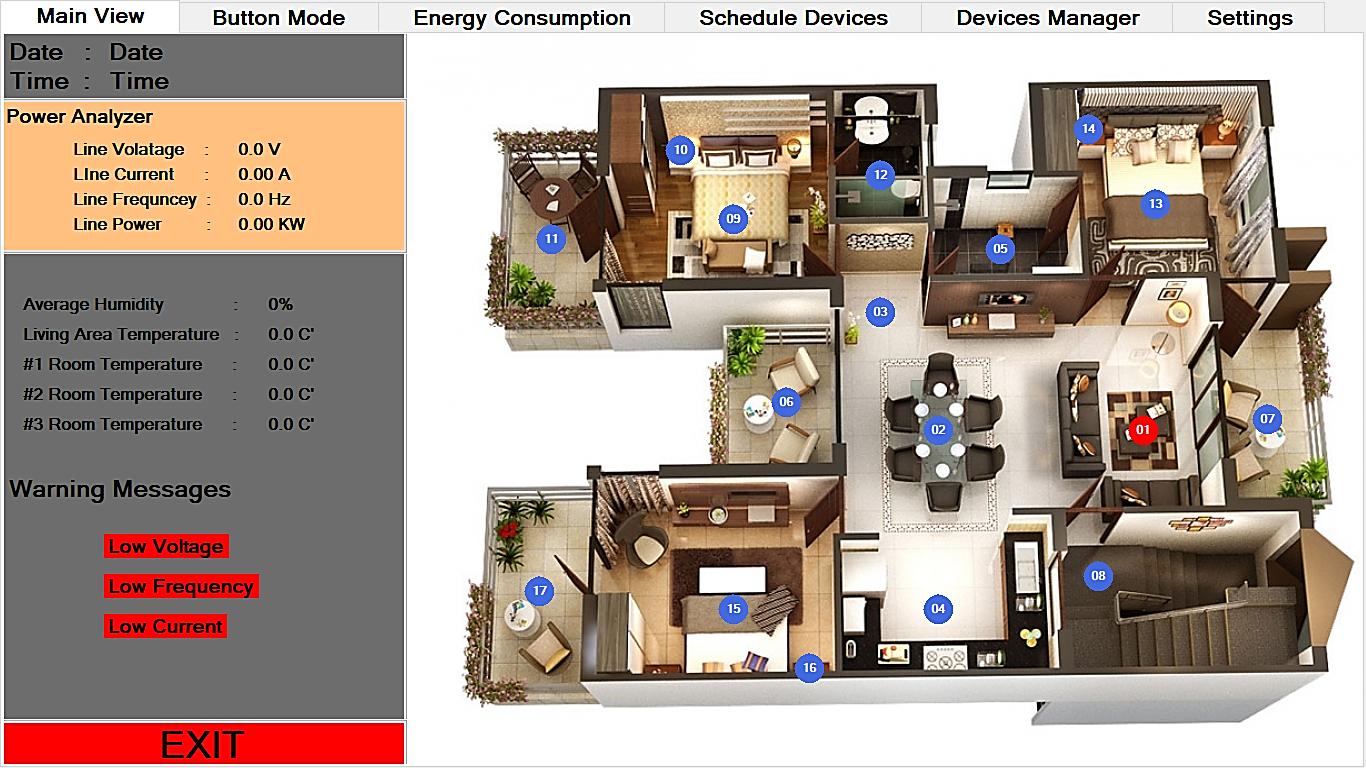 Main View Button Mode Energy Consumption Schedule Devices Devices Manager Settings
Date : Date
Time : Time
Power Analyzer
Line Volatage : 0.0 V
LIne Current : 0.00 A
Line Frequncey : 0.0 Hz
Line Power : 0.00 KW
Average Humidity : 0%
Living Area Temperature : 0.0 C'
#1 Room Temperature : 0.0 C'
#2 Room Temperature : 0.0 C'
#3 Room Temperature : 0.0 C'
Warning Messages
Low Voltage
Low Frequency
Low Current
EXIT
14
10
12
13
09
11
05
03
06
07
02
01
08
17
15
04
16